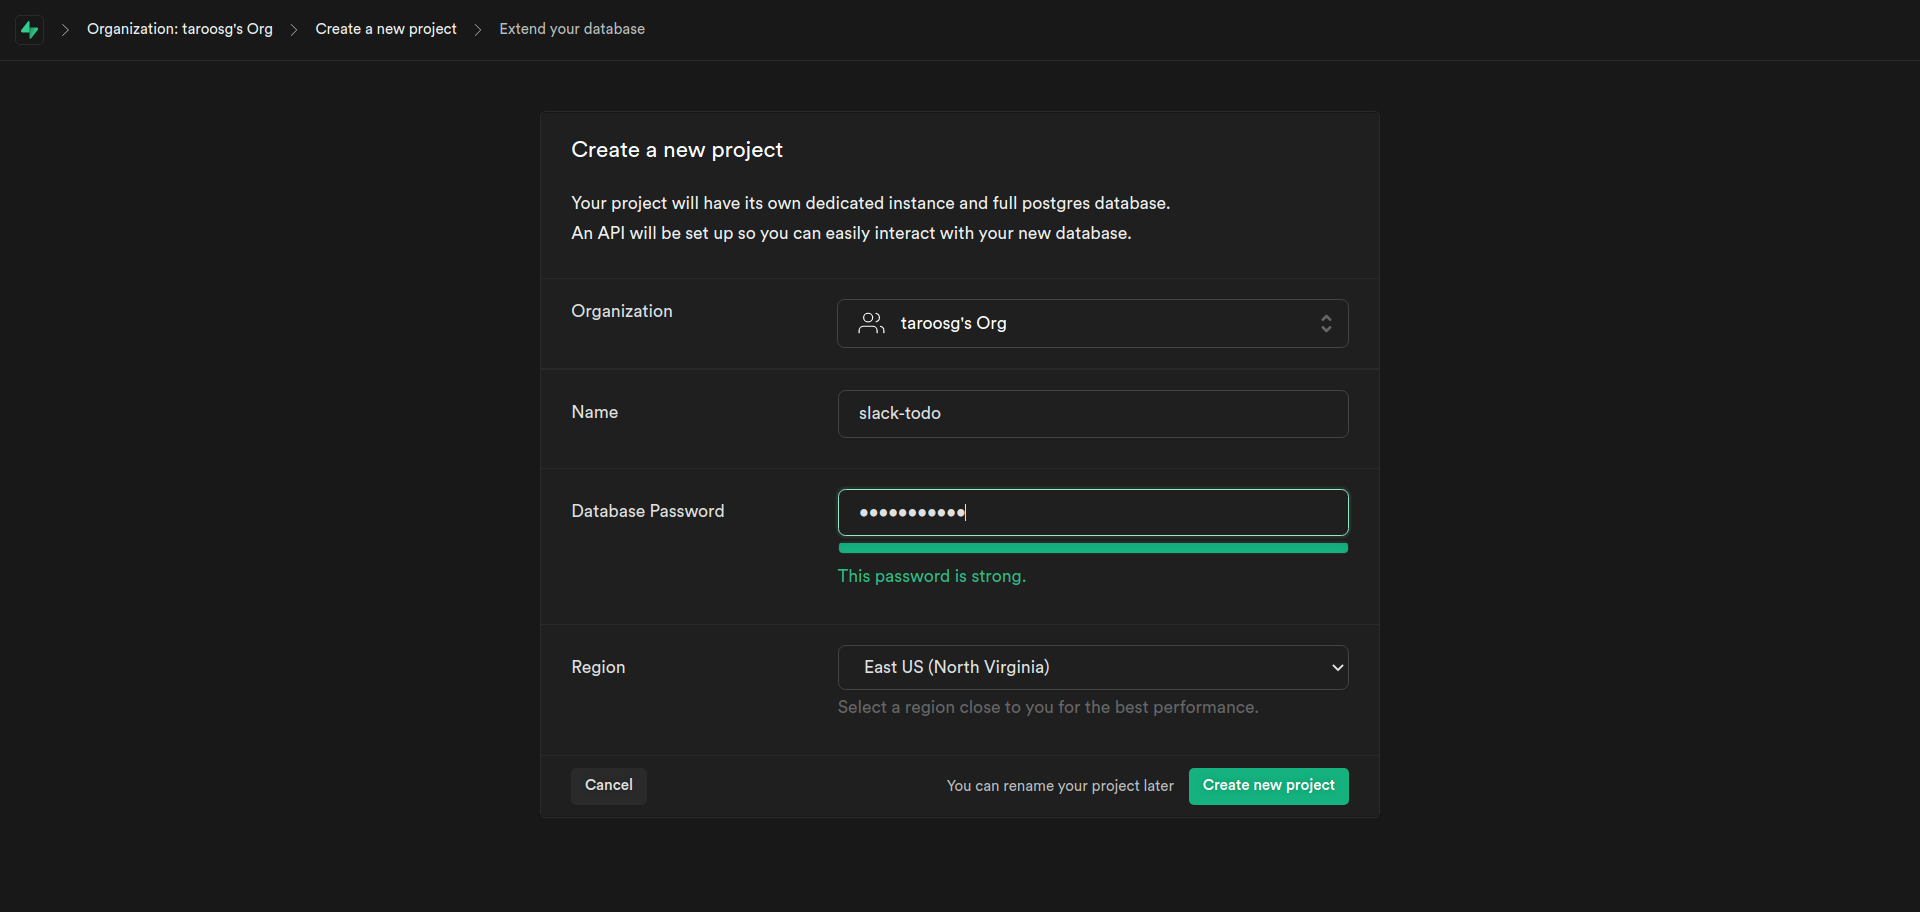 Organization: taroosg's Org
Create a new project
Extend your database
Create a new project
Your project will have its own dedicated instance and full postgres database.
An API will be set up so you can easily interact with your new database.
Organization
taroosg's Org
Name
slack-todo
Database Password
•••••••••••
This password is strong.
Region
East US (North Virginia)
Select a region close to you for the best performance.
Cancel
You can rename your project later
Create new project